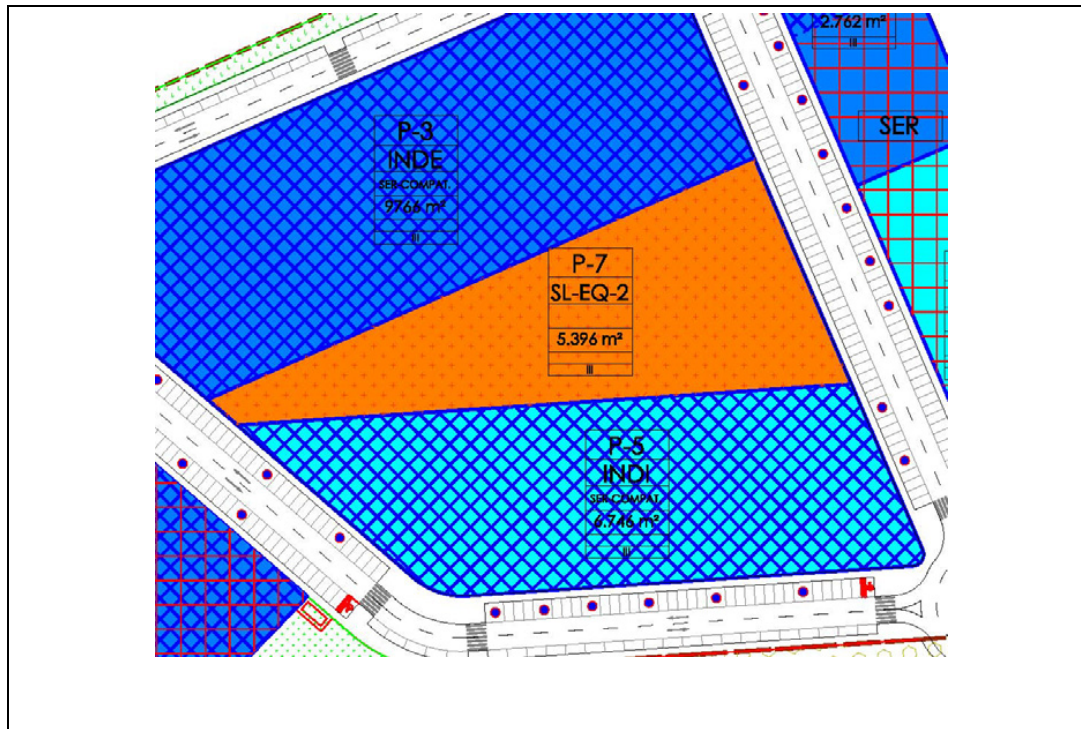 2.762 m²
III
SER
P-3
INDE
SER COMPAT.
9766 m²
III
P-7
SL-EQ-2
5.396 m²
III
P-5
INDI
SER COMPAT.
6.746 m²
III